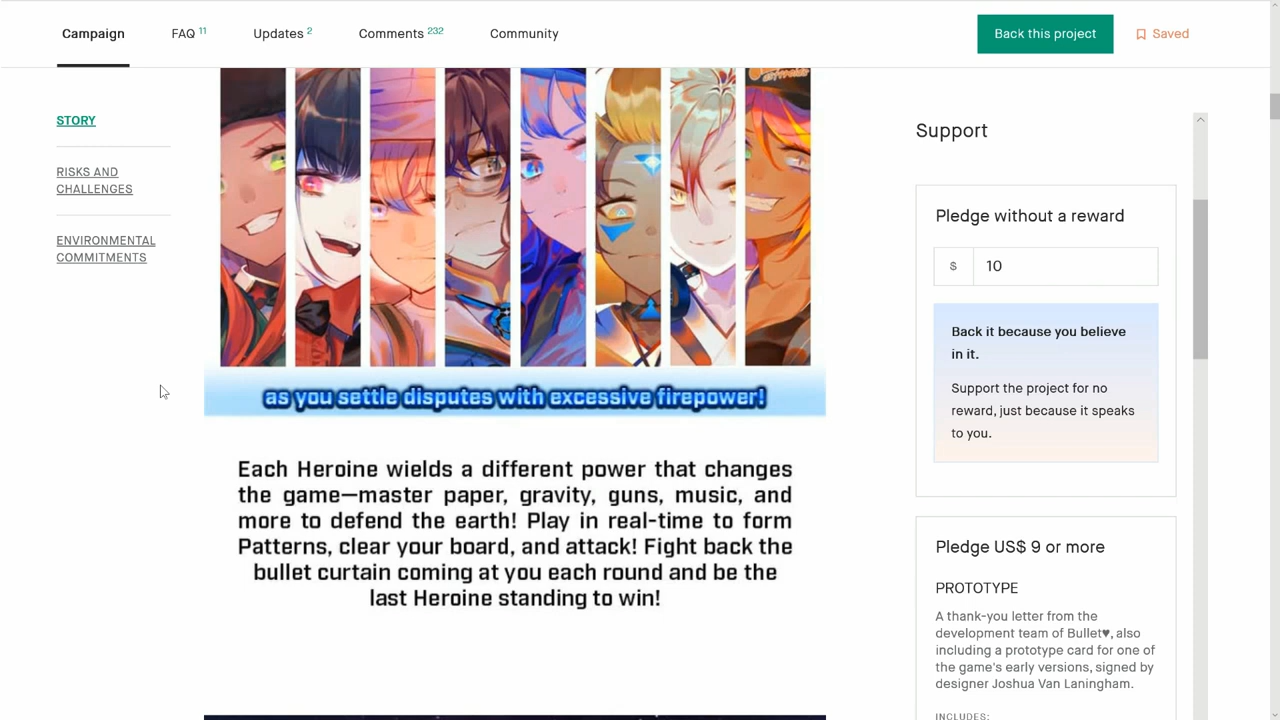 Campaign
FAQ 11
Updates 2
Comments 232
Community
Back this project
Saved
STORY
RISKS AND
CHALLENGES
ENVIRONMENTAL
COMMITMENTS
as you settle disputes with excessive firepower!
Each Heroine wields a different power that changes
the game—master paper, gravity, guns, music, and
more to defend the earth! Play in real-time to form
Patterns, clear your board, and attack! Fight back the
bullet curtain coming at you each round and be the
last Heroine standing to win!
Support
Pledge without a reward
$ 10
Back it because you believe
in it.
Support the project for no
reward, just because it speaks
to you.
Pledge US$ 9 or more
PROTOTYPE
A thank-you letter from the
development team of Bullet♥, also
including a prototype card for one of
the game's early versions, signed by
designer Joshua Van Laningham.
INCLUDES: